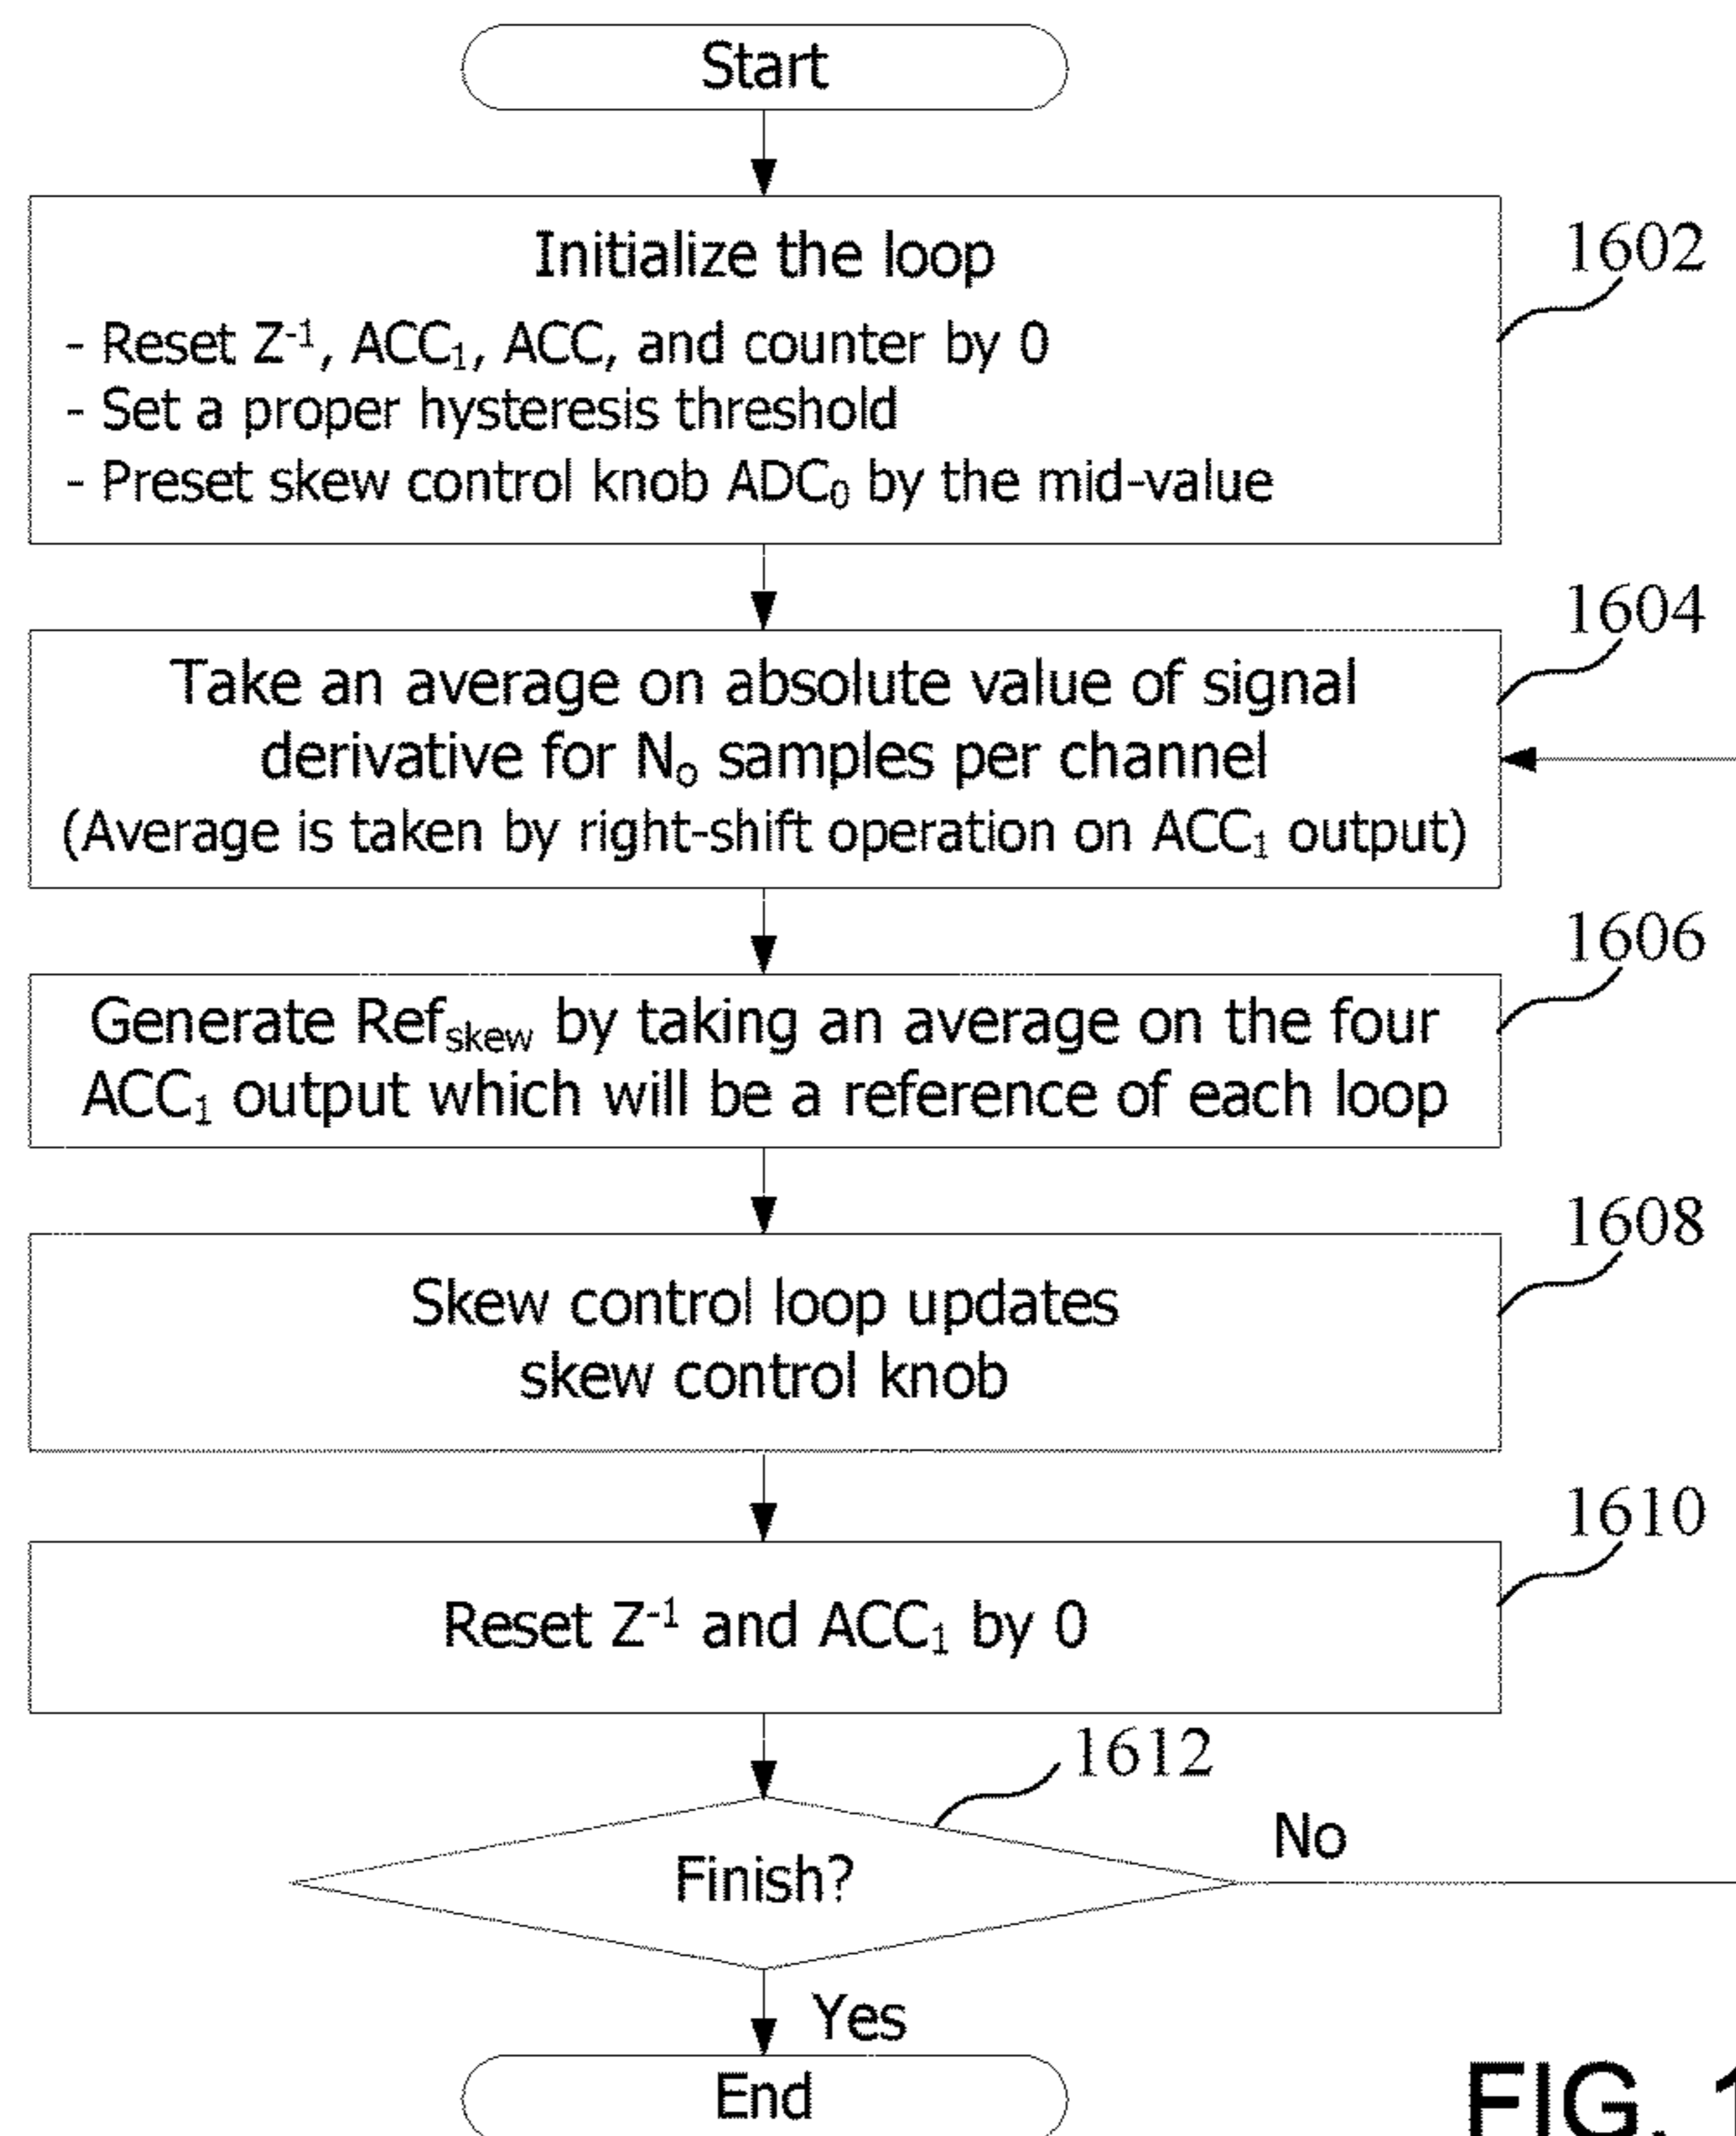 Start
Initialize the loop
1602
- Reset Z⁻¹, ACC₁, ACC, and counter by 0
- Set a proper hysteresis threshold
- Preset skew control knob ADC₀ by the mid-value
1604
Take an average on absolute value of signal
derivative for Nₒ samples per channel
(Average is taken by right-shift operation on ACC₁ output)
1606
Generate Ref_skew by taking an average on the four
ACC₁ output which will be a reference of each loop
1608
Skew control loop updates
skew control knob
1610
Reset Z⁻¹ and ACC₁ by 0
1612
Finish?
No
Yes
End
FIG.